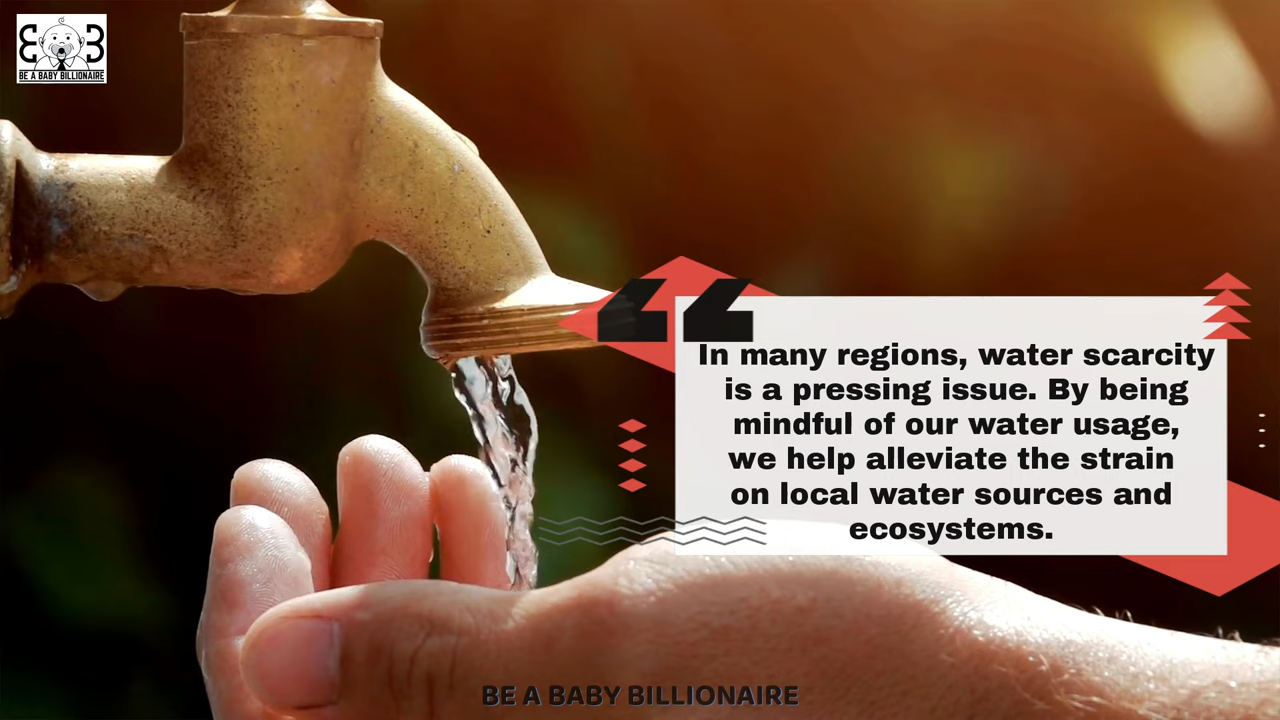 BE A BABY BILLIONAIRE
In many regions, water scarcity
is a pressing issue. By being
mindful of our water usage,
we help alleviate the strain
on local water sources and
ecosystems.
BE A BABY BILLIONAIRE